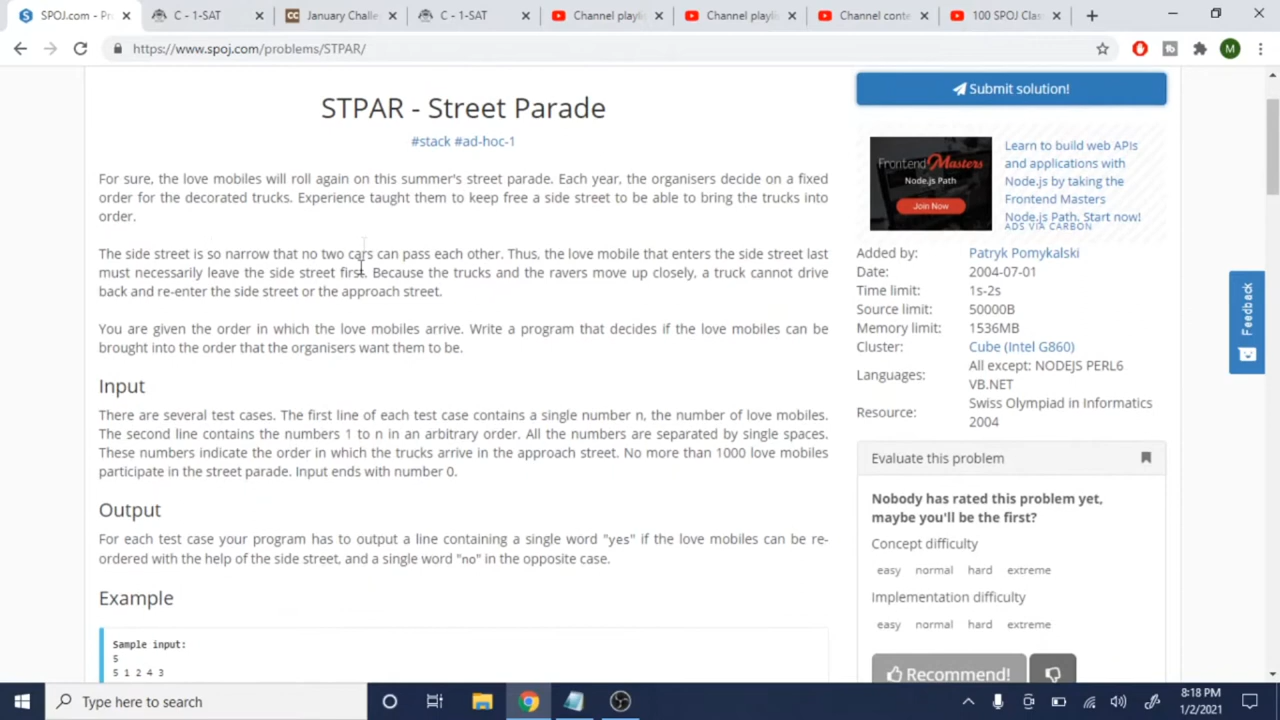 SPOJ.com - Pr
C - 1-SAT
January Challe
C - 1-SAT
Channel playli
Channel playli
Channel conte
100 SPOJ Clas
https://www.spoj.com/problems/STPAR/
M
STPAR - Street Parade
#stack #ad-hoc-1
For sure, the love mobiles will roll again on this summer's street parade. Each year, the organisers decide on a fixed
order for the decorated trucks. Experience taught them to keep free a side street to be able to bring the trucks into
order.
The side street is so narrow that no two cars can pass each other. Thus, the love mobile that enters the side street last
must necessarily leave the side street first. Because the trucks and the ravers move up closely, a truck cannot drive
back and re-enter the side street or the approach street.
You are given the order in which the love mobiles arrive. Write a program that decides if the love mobiles can be
brought into the order that the organisers want them to be.
Input
There are several test cases. The first line of each test case contains a single number n, the number of love mobiles.
The second line contains the numbers 1 to n in an arbitrary order. All the numbers are separated by single spaces.
These numbers indicate the order in which the trucks arrive in the approach street. No more than 1000 love mobiles
participate in the street parade. Input ends with number 0.
Output
For each test case your program has to output a line containing a single word "yes" if the love mobiles can be re-
ordered with the help of the side street, and a single word "no" in the opposite case.
Example
Sample input:
5
5 1 2 4 3
Submit solution!
Frontend Masters
Node.js Path
Join Now
Learn to build web APIs
and applications with
Node.js by taking the
Frontend Masters
Node.js Path. Start now!
ADS VIA CARBON
Added by: Patryk Pomykalski
Date: 2004-07-01
Time limit: 1s-2s
Source limit: 50000B
Memory limit: 1536MB
Cluster: Cube (Intel G860)
Languages: All except: NODEJS PERL6
VB.NET
Resource: Swiss Olympiad in Informatics
2004
Evaluate this problem
Nobody has rated this problem yet,
maybe you'll be the first?
Concept difficulty
easy normal hard extreme
Implementation difficulty
easy normal hard extreme
Recommend!
Feedback
Type here to search
8:18 PM
1/2/2021